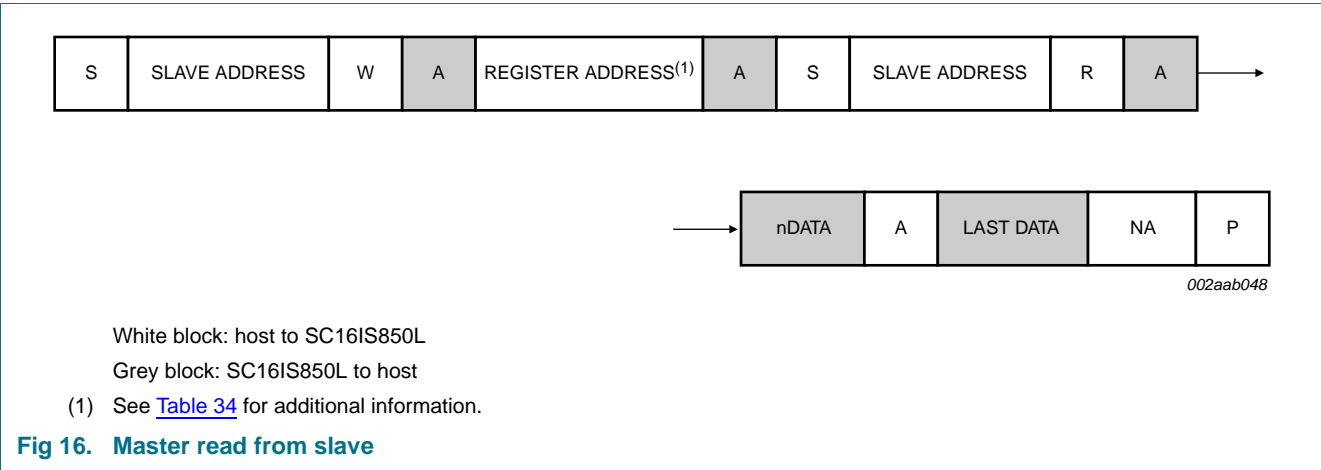 S SLAVE ADDRESS W A REGISTER ADDRESS(1) A S SLAVE ADDRESS R A
nDATA A LAST DATA NA P
002aab048
White block: host to SC16IS850L
Grey block: SC16IS850L to host
(1) See Table 34 for additional information.
Fig 16. Master read from slave